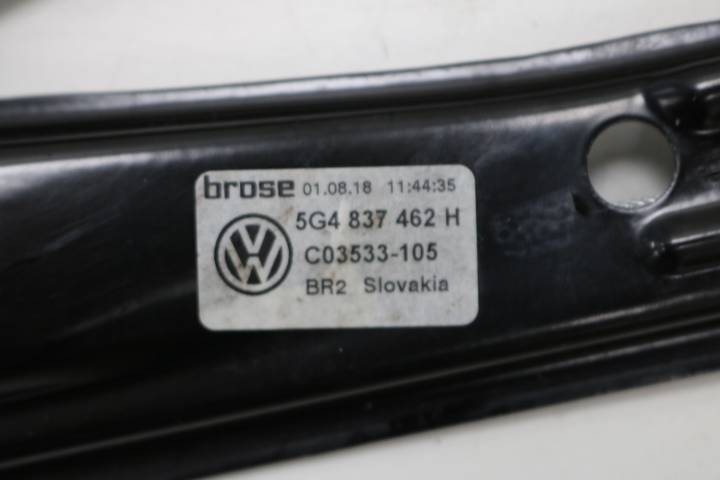 brose 01.08.18 11:44:35
5G4 837 462 H
C03533-105
BR2 Slovakia